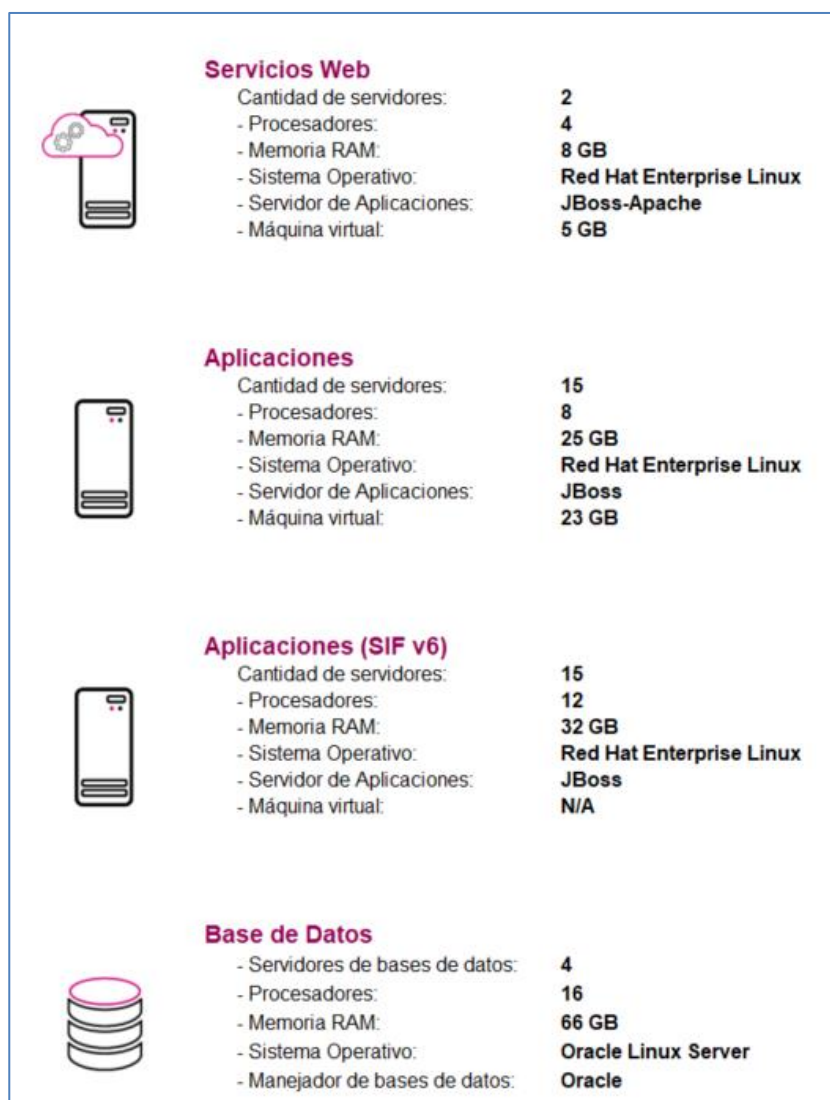 Servicios Web
Cantidad de servidores: 2
- Procesadores: 4
- Memoria RAM: 8 GB
- Sistema Operativo: Red Hat Enterprise Linux
- Servidor de Aplicaciones: JBoss-Apache
- Máquina virtual: 5 GB
Aplicaciones
Cantidad de servidores: 15
- Procesadores: 8
- Memoria RAM: 25 GB
- Sistema Operativo: Red Hat Enterprise Linux
- Servidor de Aplicaciones: JBoss
- Máquina virtual: 23 GB
Aplicaciones (SIF v6)
Cantidad de servidores: 15
- Procesadores: 12
- Memoria RAM: 32 GB
- Sistema Operativo: Red Hat Enterprise Linux
- Servidor de Aplicaciones: JBoss
- Máquina virtual: N/A
Base de Datos
- Servidores de bases de datos: 4
- Procesadores: 16
- Memoria RAM: 66 GB
- Sistema Operativo: Oracle Linux Server
- Manejador de bases de datos: Oracle